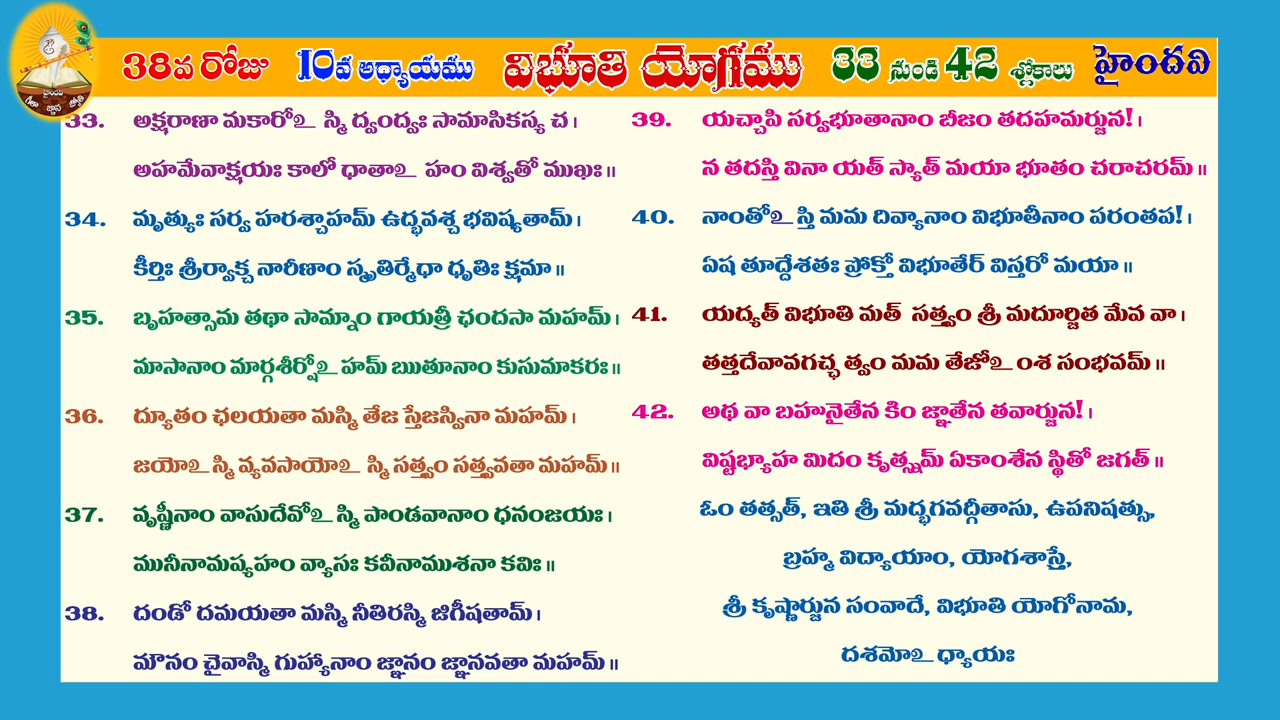 38వ రోజు 10వ అధ్యాయము విభూతి యోగము 33 నుండి 42 శ్లోకాలు హైందవి
హైందవి
గీతా జ్ఞాన జ్యోతి
33. అక్షరాణా మకారోఽ స్మి ద్వంద్వః సామాసికస్య చ ।
అహమేవాక్షయః కాలో ధాతాఽ హం విశ్వతో ముఖః ॥
34. మృత్యుః సర్వ హరశ్చాహమ్ ఉద్భవశ్చ భవిష్యతామ్ ।
కీర్తిః శ్రీర్వాక్చ నారీణాం స్మృతిర్మేధా ధృతిః క్షమా ॥
35. బృహత్సామ తథా సామ్నాం గాయత్రీ ఛందసా మహమ్ ।
మాసానాం మార్గశీర్షోఽ హమ్ ఋతూనాం కుసుమాకరః ॥
36. ద్యూతం ఛలయతా మస్మి తేజ స్తేజస్వినా మహమ్ ।
జయోఽ స్మి వ్యవసాయోఽ స్మి సత్త్వం సత్త్వవతా మహమ్ ॥
37. వృష్ణీనాం వాసుదేవోఽ స్మి పాండవానాం ధనంజయః ।
మునీనామప్యహం వ్యాసః కవీనాముశనా కవిః ॥
38. దండో దమయతా మస్మి నీతిరస్మి జిగీషతామ్ ।
మౌనం చైవాస్మి గుహ్యానాం జ్ఞానం జ్ఞానవతా మహమ్ ॥
39. యచ్చాపి సర్వభూతానాం బీజం తదహమర్జున! ।
న తదస్తి వినా యత్ స్యాత్ మయా భూతం చరాచరమ్ ॥
40. నాంతోఽ స్తి మమ దివ్యానాం విభూతీనాం పరంతప! ।
ఏష తూద్దేశతః ప్రోక్తో విభూతేర్ విస్తరో మయా ॥
41. యద్యత్ విభూతి మత్ సత్త్వం శ్రీ మదూర్జిత మేవ వా ।
తత్తదేవావగచ్ఛ త్వం మమ తేజోఽ ంశ సంభవమ్ ॥
42. అథ వా బహునైతేన కిం జ్ఞాతేన తవార్జున! ।
విష్టభ్యాహ మిదం కృత్స్నమ్ ఏకాంశేన స్థితో జగత్ ॥
ఓం తత్సత్, ఇతి శ్రీ మద్భగవద్గీతాసు, ఉపనిషత్సు,
బ్రహ్మ విద్యాయాం, యోగశాస్త్రే,
శ్రీ కృష్ణార్జున సంవాదే, విభూతి యోగోనామ,
దశమోఽ ధ్యాయః